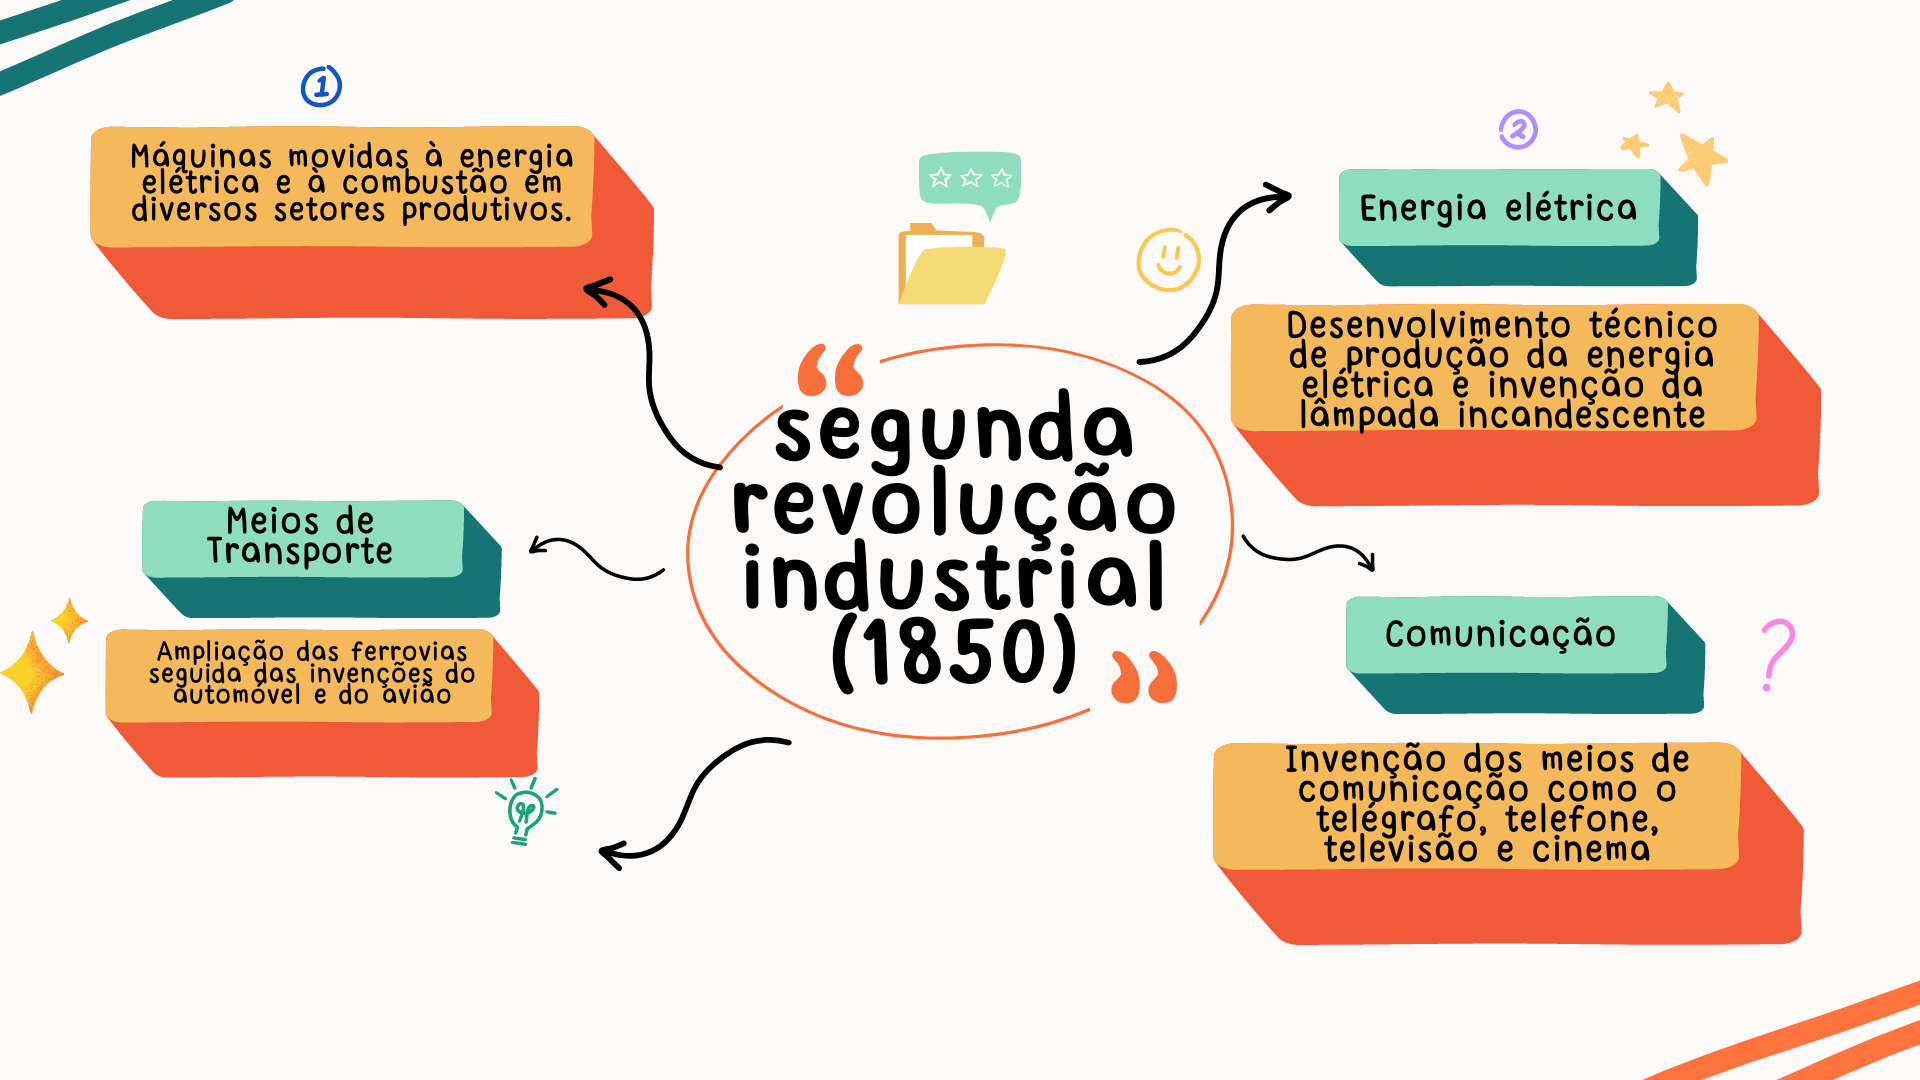 1
Máquinas movidas à energia
elétrica e à combustão em
diversos setores produtivos.
2
Energia elétrica
Desenvolvimento técnico
de produção da energia
elétrica e invenção da
lâmpada incandescente
“segunda
revolução
industrial
(1850)”
Meios de
Transporte
Ampliação das ferrovias
seguida das invenções do
automóvel e do avião
Comunicação
?
Invenção dos meios de
comunicação como o
telégrafo, telefone,
televisão e cinema